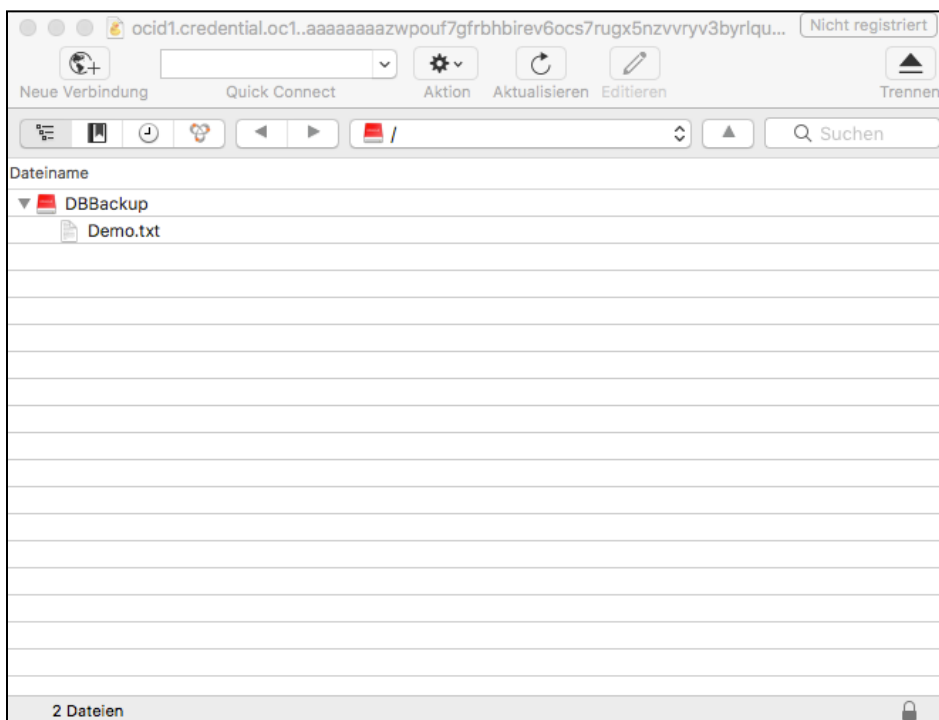 ocid1.credential.oc1..aaaaaaaazwpouf7gfrbhbirev6ocs7rugx5nzvvryv3byrlqu... Nicht registriert
Neue Verbindung Quick Connect Aktion Aktualisieren Editieren Trennen
/ Suchen
Dateiname
DBBackup
Demo.txt
2 Dateien